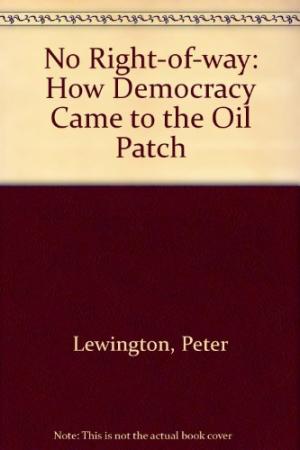 No Right-of-way:
How Democracy
Came to the Oil
Patch
Lewington, Peter
Note: This is not the actual book cover